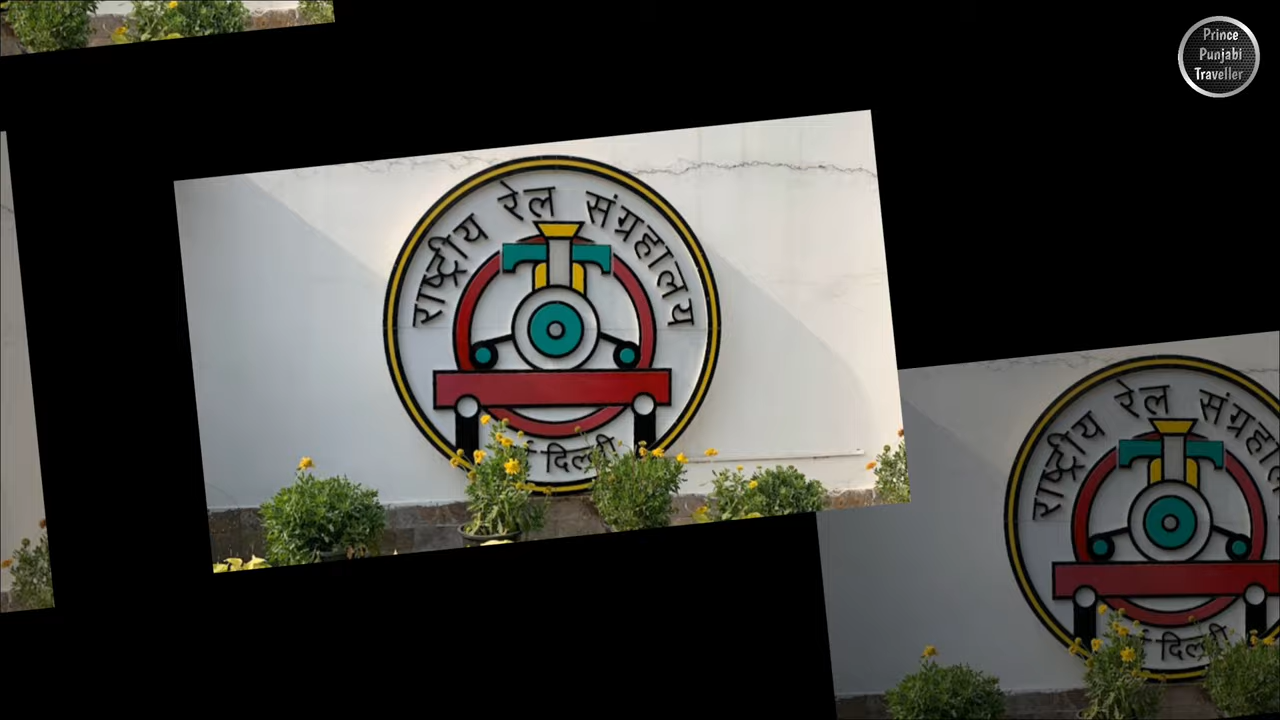 Prince
Punjabi
Traveller
राष्ट्रीय रेल संग्रहालय
दिल्ली
राष्ट्रीय रेल
दिल्ली